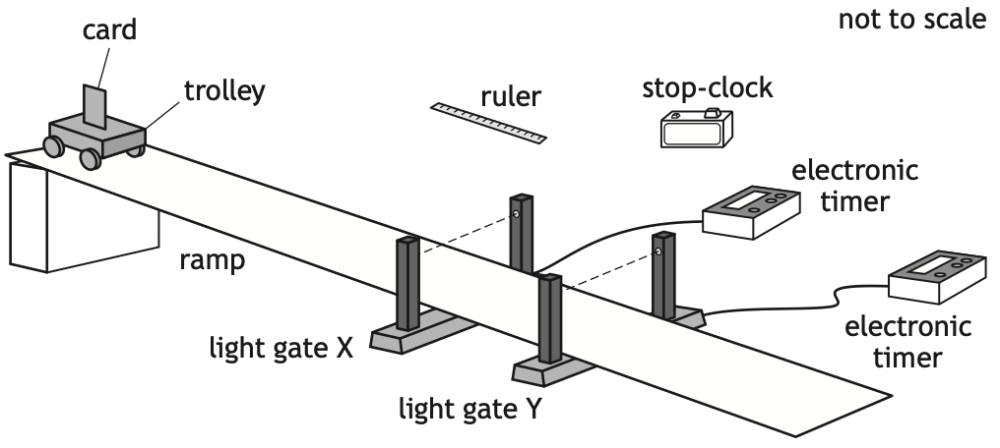 not to scale
card
trolley
ruler
stop-clock
electronic
timer
ramp
light gate X
electronic
timer
light gate Y